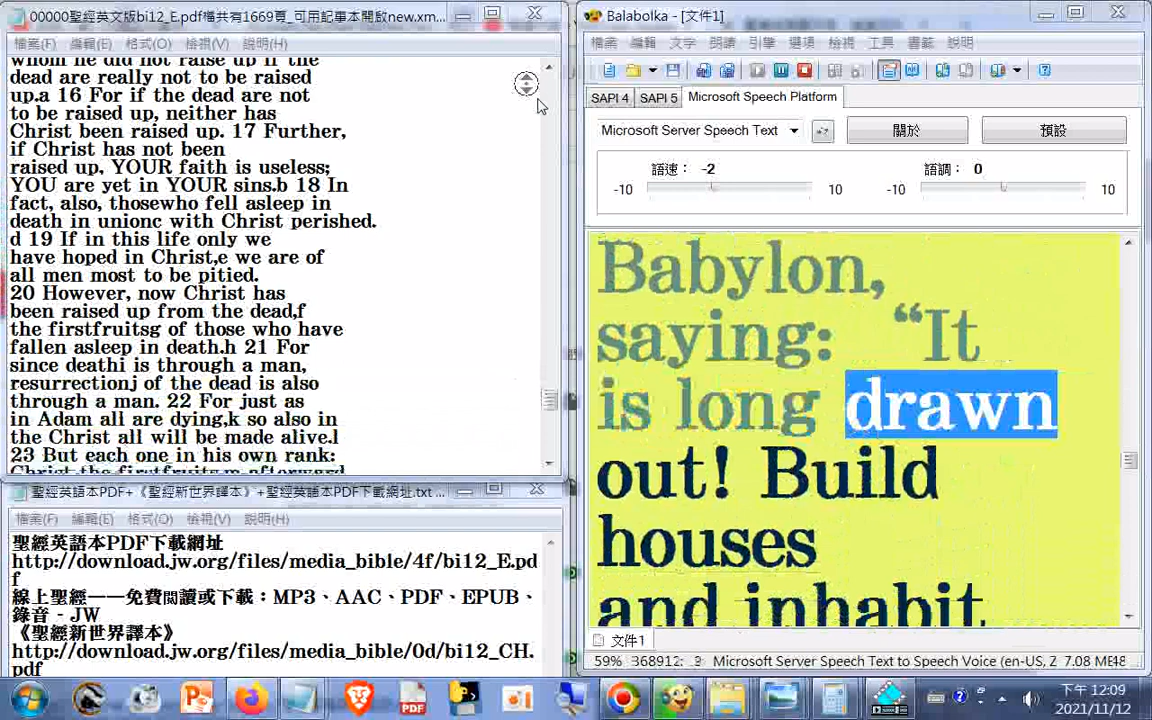 00000聖經英文版bi12_E.pdf檔共有1669頁_可用記事本開啟new.xm...
檔案(F) 編輯(E) 格式(O) 檢視(V) 說明(H)
whom he did not raise up if the
dead are really not to be raised
up.a 16 For if the dead are not
to be raised up, neither has
Christ been raised up. 17 Further,
if Christ has not been
raised up, YOUR faith is useless;
YOU are yet in YOUR sins.b 18 In
fact, also, thosewho fell asleep in
death in unionc with Christ perished.
d 19 If in this life only we
have hoped in Christ,e we are of
all men most to be pitied.
20 However, now Christ has
been raised up from the dead,f
the firstfruitsg of those who have
fallen asleep in death.h 21 For
since deathi is through a man,
resurrectionj of the dead is also
through a man. 22 For just as
in Adam all are dying,k so also in
the Christ all will be made alive.l
23 But each one in his own rank:
Christ the firstfruits,m afterward
聖經英語本PDF+《聖經新世界譯本》+聖經英語本PDF下載網址.txt ...
檔案(F) 編輯(E) 格式(O) 檢視(V) 說明(H)
聖經英語本PDF下載網址
http://download.jw.org/files/media_bible/4f/bi12_E.pd
f
線上聖經——免費閱讀或下載：MP3、AAC、PDF、EPUB、
錄音 - JW
《聖經新世界譯本》
http://download.jw.org/files/media_bible/0d/bi12_CH.
pdf
Balabolka - [文件1]
檔案 編輯 文字 朗讀 引擎 選項 檢視 工具 書籤 說明
SAPI 4 SAPI 5 Microsoft Speech Platform
Microsoft Server Speech Text 關於 預設
語速： -2 語調： 0
-10 10 -10 10
Babylon,
saying: “It
is long drawn
out! Build
houses
and inhabit
文件1
59% 368912: Microsoft Server Speech Text to Speech Voice (en-US, Z 7.08 MB
下午 12:09
2021/11/12